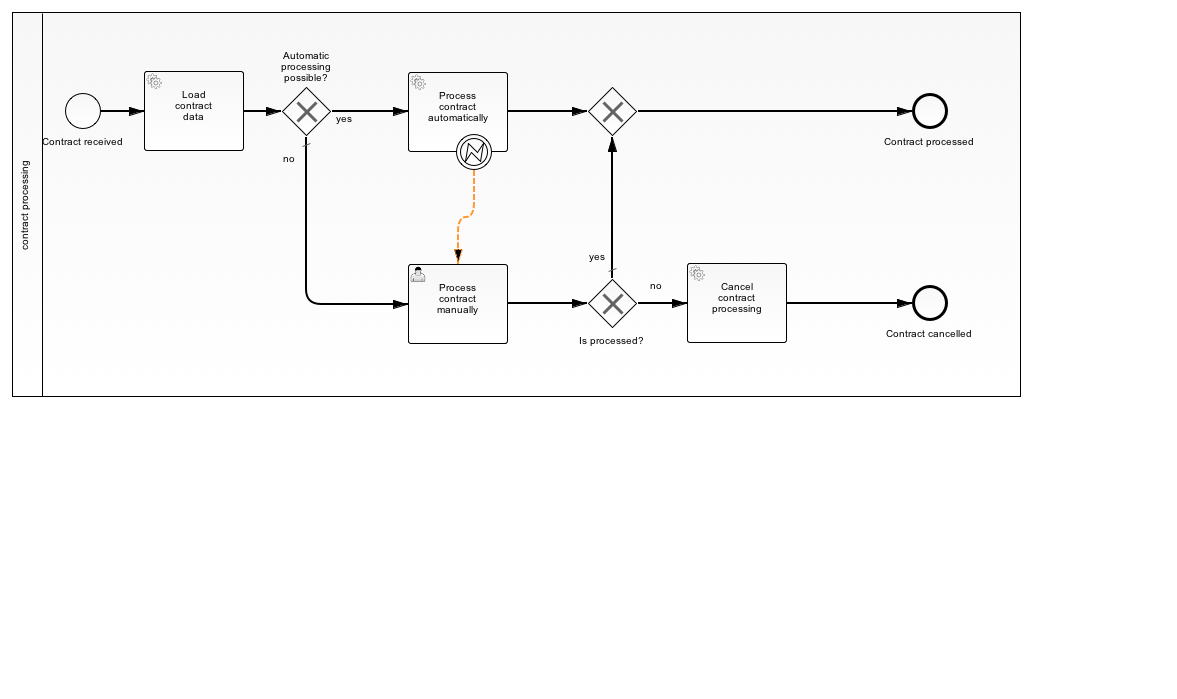 contract processing
Contract received
Load
contract
data
Automatic
processing
possible?
yes
no
Process
contract
automatically
Contract processed
Process
contract
manually
yes
no
Is processed?
Cancel
contract
processing
Contract cancelled